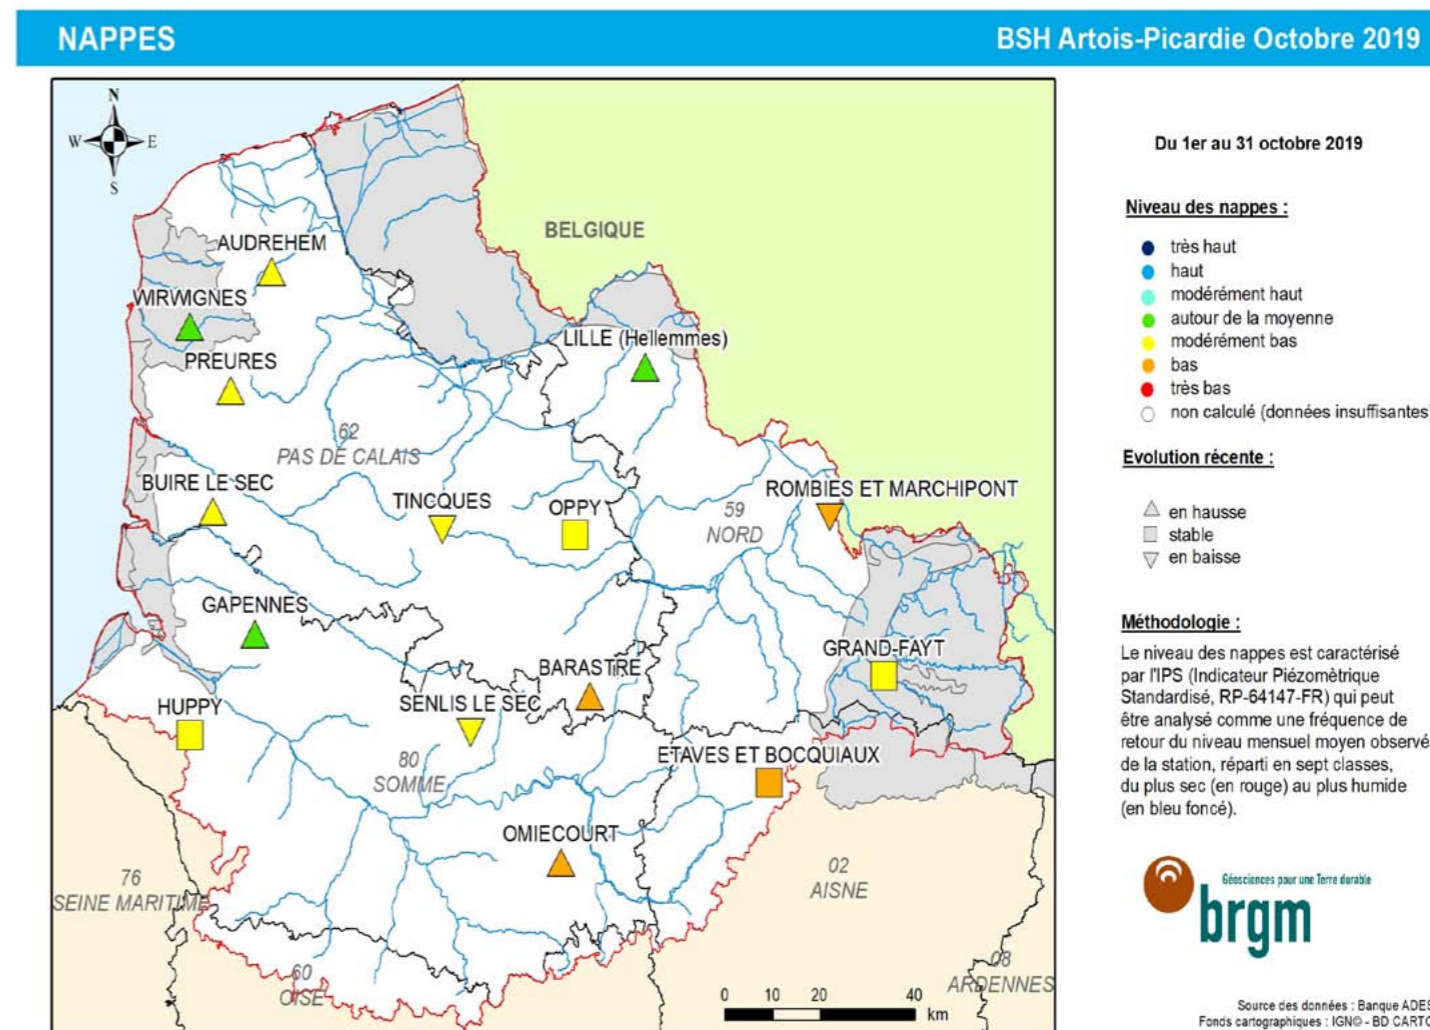 NAPPES
BSH Artois-Picardie Octobre 2019
N
W
E
S
BELGIQUE
AUDREHEM
WIRWIGNES
LILLE (Hellemmes)
PREURES
62
PAS DE CALAIS
BUIRE LE SEC
TINCQUES
OPPY
ROMBIES ET MARCHIPONT
59
NORD
GAPENNES
GRAND-FAYT
BARASTRE
SENLIS LE SEC
HUPPY
ETAVES ET BOCQUIAUX
80
SOMME
OMIECOURT
02
AISNE
76
SEINE MARITIME
60
OISE
08
ARDENNES
0 10 20 40
km
Du 1er au 31 octobre 2019
Niveau des nappes :
très haut
haut
modérément haut
autour de la moyenne
modérément bas
bas
très bas
non calculé (données insuffisantes)
Evolution récente :
en hausse
stable
en baisse
Méthodologie :
Le niveau des nappes est caractérisé
par l'IPS (Indicateur Piézomètrique
Standardisé, RP-64147-FR) qui peut
être analysé comme une fréquence de
retour du niveau mensuel moyen observé
de la station, réparti en sept classes,
du plus sec (en rouge) au plus humide
(en bleu foncé).
Géosciences pour une Terre durable
brgm
Source des données : Banque ADES
Fonds cartographiques : IGN© - BD CARTO